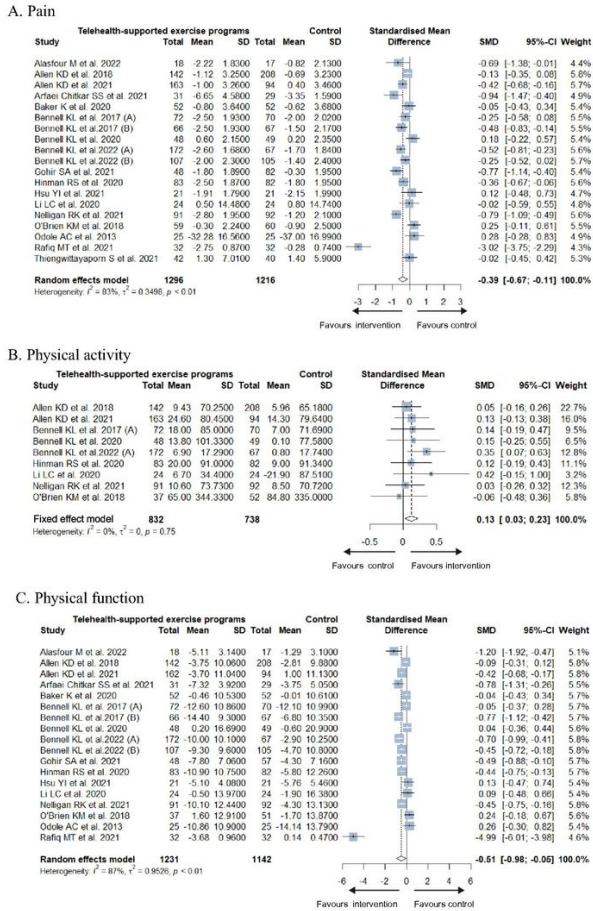 A. Pain
Telehealth-supported exercise programs Control Standardised Mean
Study Total Mean SD Total Mean SD Difference SMD 95%-CI Weight
Alasfour M et al. 2022 18 -2.22 1.8300 17 -0.82 2.1300 -0.69 [-1.38; -0.01] 4.4%
Allen KD et al. 2018 142 -1.12 3.2500 208 -0.69 3.2300 -0.13 [-0.35; 0.08] 6.0%
Allen KD et al. 2021 163 -1.00 3.2600 94 0.40 3.4600 -0.42 [-0.68; -0.16] 5.9%
Arfaei Chitkar SS et al. 2021 31 -6.65 4.5800 29 -3.35 1.5900 -0.94 [-1.47; -0.40] 4.9%
Baker K et al. 2020 52 -0.80 3.6400 52 -0.62 3.6800 -0.05 [-0.43; 0.34] 5.5%
Bennell KL et al. 2017 (A) 72 -2.50 1.9300 70 -2.00 2.0200 -0.25 [-0.58; 0.08] 5.7%
Bennell KL et al. 2017 (B) 66 -2.50 1.9300 67 -1.50 2.1700 -0.48 [-0.83; -0.14] 5.6%
Bennell KL et al. 2020 48 0.60 2.1500 49 0.20 2.3500 0.18 [-0.22; 0.57] 5.4%
Bennell KL et al.2022 (A) 172 -2.60 1.6800 67 -1.70 1.8400 -0.52 [-0.81; -0.23] 5.8%
Bennell KL et al.2022 (B) 107 -2.00 2.3000 105 -1.40 2.4000 -0.25 [-0.52; 0.02] 5.8%
Gohir SA et al. 2021 48 -1.80 1.8900 82 -0.30 1.9500 -0.77 [-1.14; -0.40] 5.5%
Hinman RS et al. 2020 83 -2.50 1.8700 82 -1.80 1.9500 -0.36 [-0.67; -0.06] 5.8%
Hsu YI et al. 2021 21 -1.91 1.7900 21 -2.15 1.9900 0.12 [-0.48; 0.73] 4.7%
Li LC et al. 2020 24 0.50 14.4800 24 0.80 14.7400 -0.02 [-0.59; 0.55] 4.8%
Nelligan RK et al. 2021 91 -2.80 1.9500 92 -1.20 2.1000 -0.79 [-1.09; -0.49] 5.7%
O'Brien KM et al. 2018 59 -0.30 2.2400 60 -0.90 2.5000 0.25 [-0.11; 0.61] 5.6%
Odole AC et al. 2013 25 -32.28 16.5600 25 -37.00 16.9900 0.28 [-0.28; 0.83] 4.9%
Rafiq MT et al. 2021 32 -2.75 0.8700 32 -0.28 0.7400 -3.02 [-3.75; -2.29] 4.3%
Thiengwittayaporn S et al. 2021 42 1.30 7.0100 40 1.40 5.9000 -0.02 [-0.45; 0.42] 5.3%
Random effects model 1296 1216 -0.39 [-0.67; -0.11] 100.0%
Heterogeneity: I² = 83%, τ² = 0.3498, p < 0.01
-3 -2 -1 0 1 2 3
Favours intervention Favours control
B. Physical activity
Telehealth-supported exercise programs Control Standardised Mean
Study Total Mean SD Total Mean SD Difference SMD 95%-CI Weight
Allen KD et al. 2018 142 9.43 70.2500 208 5.96 65.1800 0.05 [-0.16; 0.26] 22.7%
Allen KD et al. 2021 163 24.60 80.4500 94 14.30 79.6400 0.13 [-0.13; 0.38] 16.0%
Bennell KL et al. 2017 (A) 72 18.00 85.0000 70 7.00 71.6900 0.14 [-0.19; 0.47] 9.5%
Bennell KL et al. 2020 48 13.80 101.3300 49 0.10 77.5800 0.15 [-0.25; 0.55] 6.5%
Bennell KL et al.2022 (A) 172 6.90 17.2900 67 0.80 17.7400 0.35 [0.07; 0.63] 12.8%
Hinman RS et al. 2020 83 20.00 91.0000 82 9.00 91.3400 0.12 [-0.19; 0.43] 11.1%
Li LC et al. 2020 24 6.70 34.4000 24 -21.90 87.5100 0.42 [-0.15; 1.00] 3.2%
Nelligan RK et al. 2021 91 10.60 73.7300 92 8.50 70.7200 0.03 [-0.26; 0.32] 12.3%
O'Brien KM et al. 2018 37 65.00 344.3300 52 84.80 335.0000 -0.06 [-0.48; 0.36] 5.8%
Fixed effect model 832 738 0.13 [ 0.03; 0.23] 100.0%
Heterogeneity: I² = 0%, τ² = 0, p = 0.75
-0.5 0 0.5 1
Favours control Favours intervention
C. Physical function
Telehealth-supported exercise programs Control Standardised Mean
Study Total Mean SD Total Mean SD Difference SMD 95%-CI Weight
Alasfour M et al. 2022 18 -5.11 3.1400 17 -1.29 3.1000 -1.20 [-1.92; -0.47] 5.1%
Allen KD et al. 2018 142 -3.75 10.0600 208 -2.81 9.8800 -0.09 [-0.31; 0.12] 5.8%
Allen KD et al. 2021 162 -3.70 11.0400 94 1.00 11.1300 -0.42 [-0.68; -0.17] 5.8%
Arfaei Chitkar SS et al. 2021 31 -7.32 3.9200 29 -3.75 5.0500 -0.78 [-1.31; -0.26] 5.4%
Baker K et al. 2020 52 -0.46 10.5300 52 -0.01 10.6100 -0.04 [-0.43; 0.34] 5.6%
Bennell KL et al. 2017 (A) 72 -12.60 10.8600 70 -12.10 10.9900 -0.05 [-0.37; 0.28] 5.7%
Bennell KL et al. 2017 (B) 66 -14.40 9.3000 67 -6.80 10.3500 -0.77 [-1.12; -0.42] 5.7%
Bennell KL et al. 2020 48 0.20 16.6900 49 -0.50 19.6600 0.04 [-0.36; 0.44] 5.6%
Bennell KL et al.2022 (A) 172 -10.00 10.1000 67 -2.90 10.2500 -0.70 [-0.99; -0.41] 5.7%
Bennell KL et al.2022 (B) 107 -9.30 9.6000 105 -4.70 10.8000 -0.45 [-0.72; -0.18] 5.8%
Gohir SA et al. 2021 48 -7.80 7.0600 57 -4.30 7.1600 -0.49 [-0.88; -0.10] 5.6%
Hinman RS et al. 2020 83 -10.90 10.7500 82 -5.80 12.2600 -0.44 [-0.75; -0.13] 5.7%
Hsu YI et al. 2021 21 -5.10 4.0800 21 -5.76 5.4600 0.13 [-0.47; 0.74] 5.3%
Li LC et al. 2020 24 -0.50 13.9700 24 -1.90 16.3800 0.09 [-0.48; 0.66] 5.3%
Nelligan RK et al. 2021 91 -10.10 12.4400 92 -4.30 13.1300 -0.45 [-0.75; -0.16] 5.7%
O'Brien KM et al. 2018 37 1.60 12.9100 51 -1.70 13.8700 0.24 [-0.18; 0.67] 5.6%
Odole AC et al. 2013 25 -10.86 10.9000 25 -14.14 13.7900 0.26 [-0.30; 0.82] 5.4%
Rafiq MT et al. 2021 32 -3.68 0.9600 32 0.14 0.4700 -4.99 [-6.01; -3.98] 4.6%
Random effects model 1231 1142 -0.51 [-0.98; -0.05] 100.0%
Heterogeneity: I² = 87%, τ² = 0.9526, p < 0.01
-6 -4 -2 0 2 4 6
Favours intervention Favours control